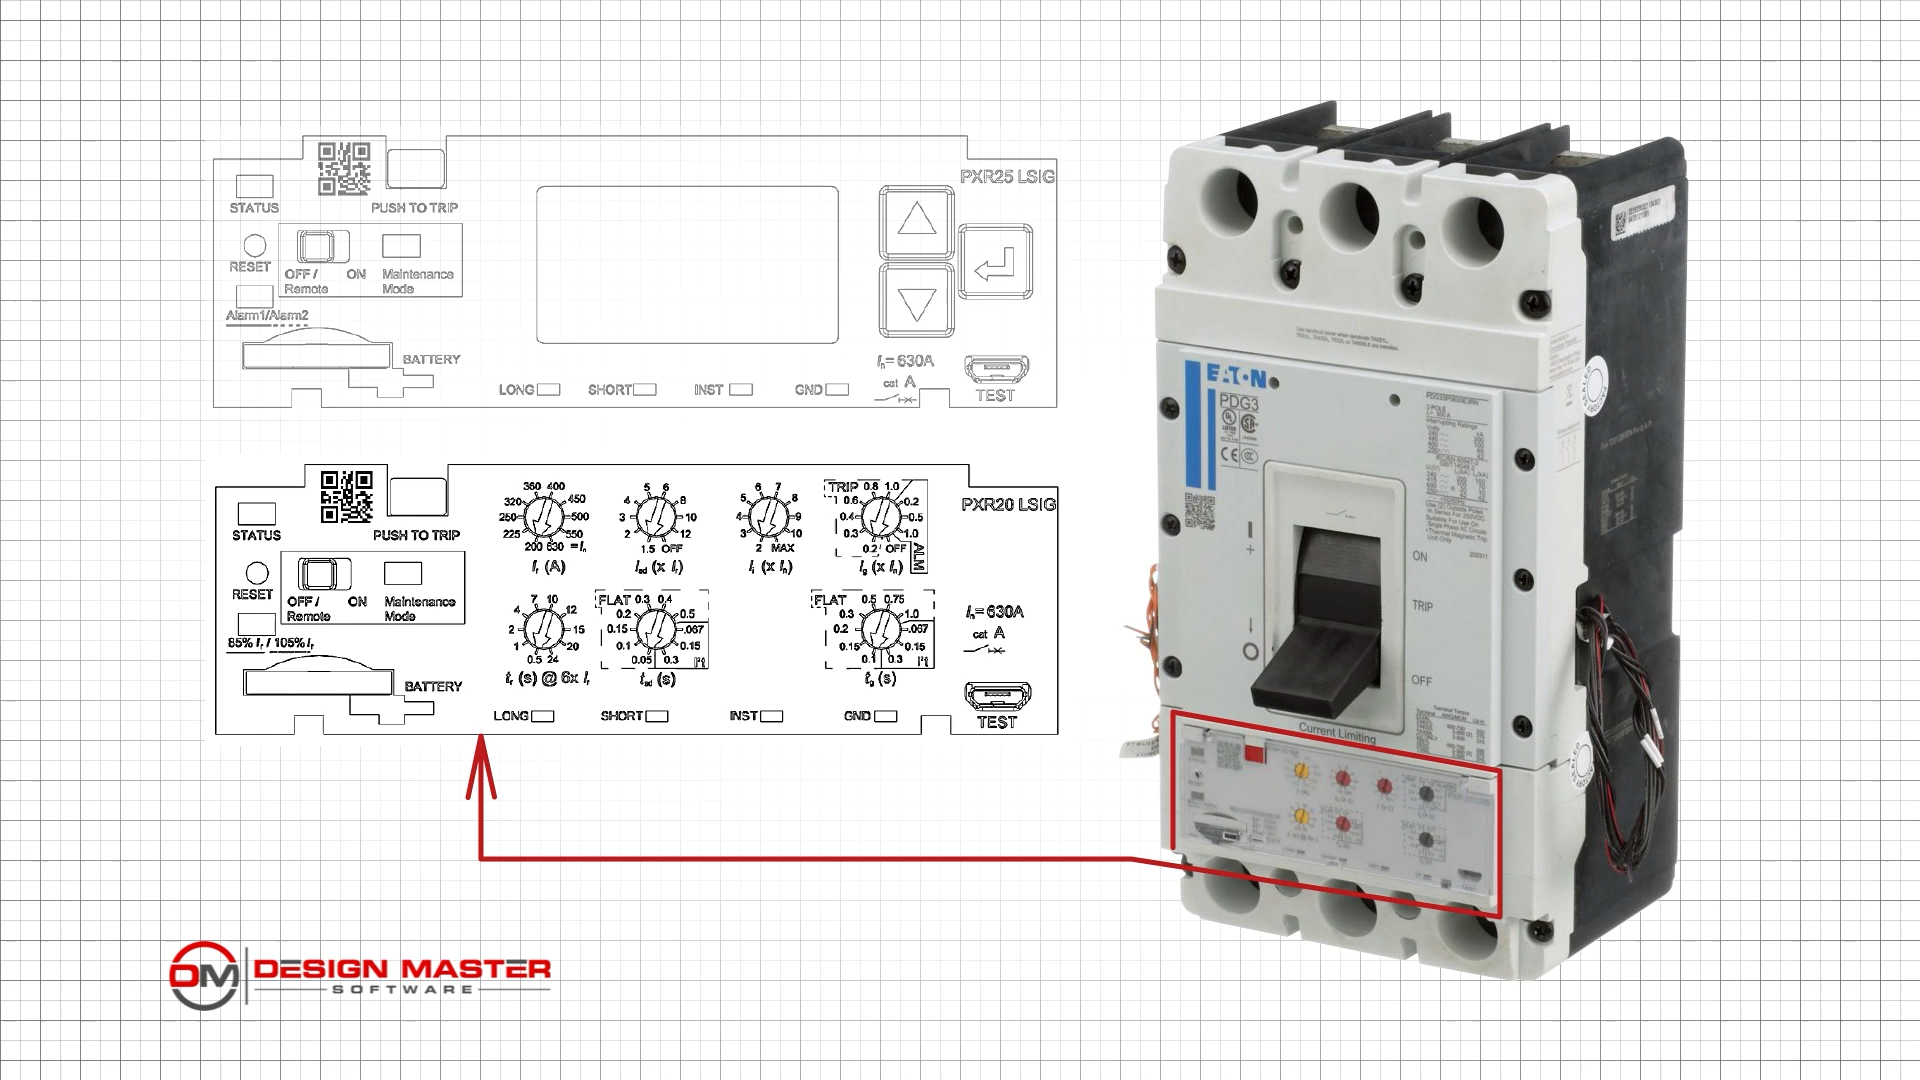 PXR25 LSIG
STATUS
PUSH TO TRIP
RESET
OFF / ON Maintenance
Remote Mode
Alarm1/Alarm2
BATTERY
LONG SHORT INST GND
In = 630A
cat A
TEST
PXR20 LSIG
STATUS
PUSH TO TRIP
RESET
OFF / ON Maintenance
Remote Mode
85% Ir / 105% Ir
BATTERY
360 400
320 450
250 500
225 550
200 630 = In
Ir (A)
5 6
4 8
3 10
2 12
1.5 OFF
Isd (x Ir)
6 7
5 8
4 9
3 10
2 MAX
Ii (x In)
TRIP 0.8 1.0
0.6 0.2
0.4 0.5
0.3 1.0
0.2 OFF
ALM
Ig (x In)
7 10
4 12
2 15
1 20
0.5 24
tr (s) @ 6x Ir
FLAT 0.3 0.4
0.2 0.5
0.15 .067
0.1 0.15
0.05 0.3 I²t
tsd (s)
FLAT 0.5 0.75
0.3 1.0
0.2 .067
0.15 0.15
0.1 0.3 I²t
tg (s)
In = 630A
cat A
LONG SHORT INST GND
TEST
EATON
PDG3
CE
ON
TRIP
OFF
Current Limiting
DM DESIGN MASTER
SOFTWARE